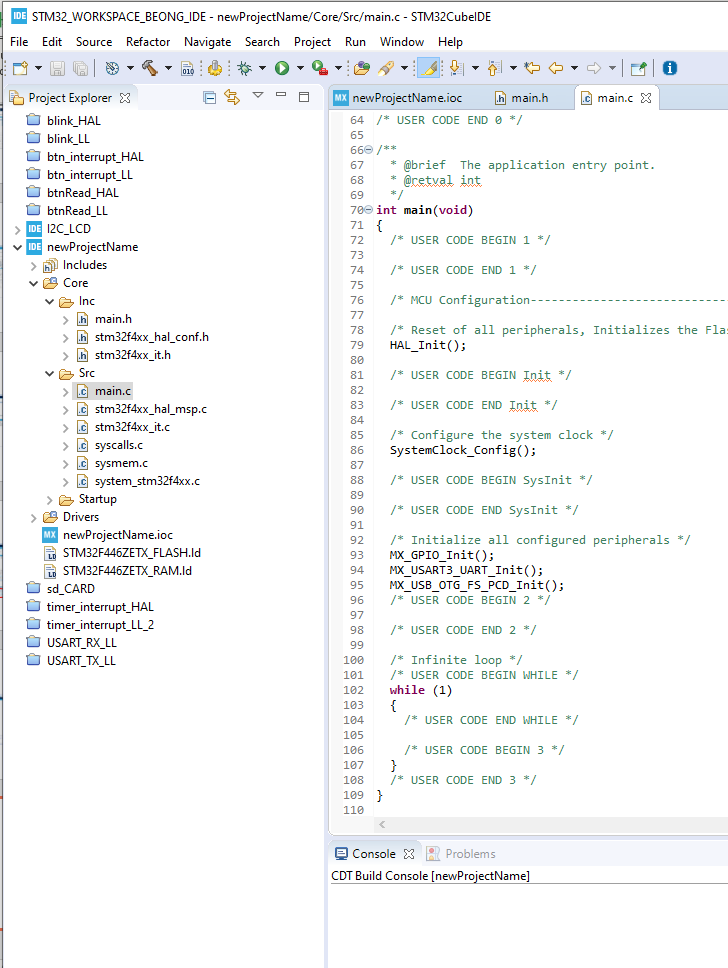 IDE STM32_WORKSPACE_BEONG_IDE - newProjectName/Core/Src/main.c - STM32CubeIDE
File Edit Source Refactor Navigate Search Project Run Window Help
010
Project Explorer
blink_HAL
blink_LL
btn_interrupt_HAL
btn_interrupt_LL
btnRead_HAL
btnRead_LL
IDE I2C_LCD
IDE newProjectName
Includes
Core
Inc
main.h
stm32f4xx_hal_conf.h
stm32f4xx_it.h
Src
main.c
stm32f4xx_hal_msp.c
stm32f4xx_it.c
syscalls.c
sysmem.c
system_stm32f4xx.c
Startup
Drivers
MX newProjectName.ioc
STM32F446ZETX_FLASH.ld
STM32F446ZETX_RAM.ld
sd_CARD
timer_interrupt_HAL
timer_interrupt_LL_2
USART_RX_LL
USART_TX_LL
MX newProjectName.ioc
main.h
main.c
64 /* USER CODE END 0 */
65
66 /**
67 * @brief The application entry point.
68 * @retval int
69 */
70 int main(void)
71 {
72 /* USER CODE BEGIN 1 */
73
74 /* USER CODE END 1 */
75
76 /* MCU Configuration----------------------------
77
78 /* Reset of all peripherals, Initializes the Flas
79 HAL_Init();
80
81 /* USER CODE BEGIN Init */
82
83 /* USER CODE END Init */
84
85 /* Configure the system clock */
86 SystemClock_Config();
87
88 /* USER CODE BEGIN SysInit */
89
90 /* USER CODE END SysInit */
91
92 /* Initialize all configured peripherals */
93 MX_GPIO_Init();
94 MX_USART3_UART_Init();
95 MX_USB_OTG_FS_PCD_Init();
96 /* USER CODE BEGIN 2 */
97
98 /* USER CODE END 2 */
99
100 /* Infinite loop */
101 /* USER CODE BEGIN WHILE */
102 while (1)
103 {
104 /* USER CODE END WHILE */
105
106 /* USER CODE BEGIN 3 */
107 }
108 /* USER CODE END 3 */
109 }
110
Console
Problems
CDT Build Console [newProjectName]